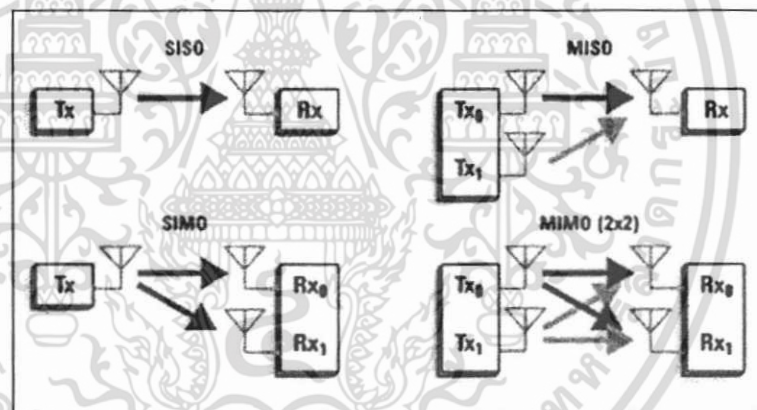 SISO
Tx
Rx
MISO
Tx0
Tx1
Rx
SIMO
Tx
Rx0
Rx1
MIMO (2x2)
Tx0
Tx1
Rx0
Rx1